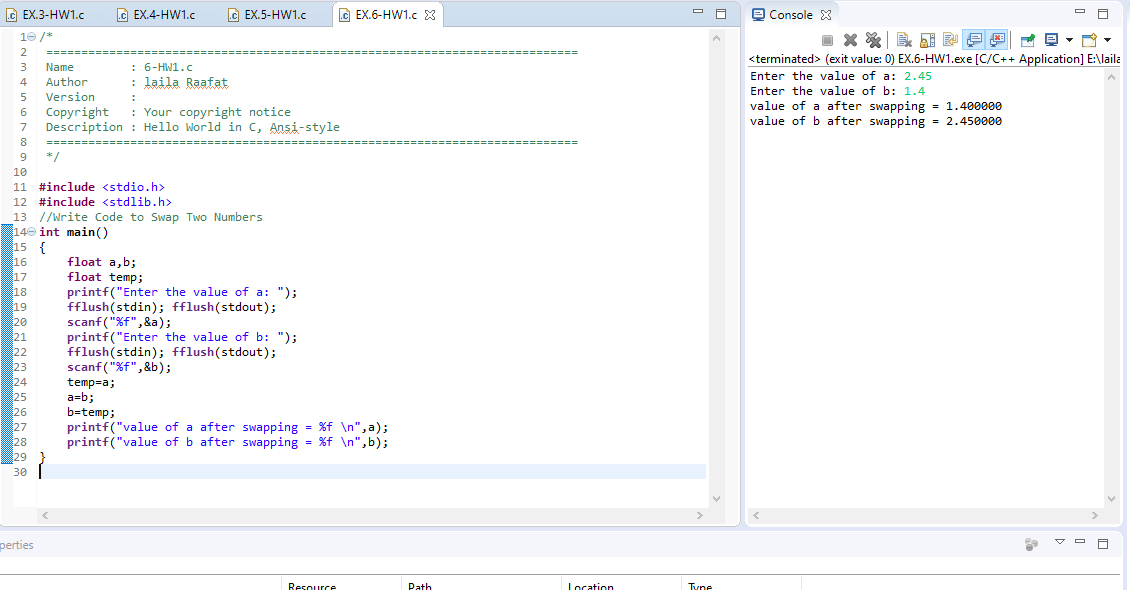 EX.3-HW1.c EX.4-HW1.c EX.5-HW1.c EX.6-HW1.c
1 /*
2 ============================================================================
3 Name        : 6-HW1.c
4 Author      : laila Raafat
5 Version     :
6 Copyright   : Your copyright notice
7 Description : Hello World in C, Ansi-style
8 ============================================================================
9 */
10
11 #include <stdio.h>
12 #include <stdlib.h>
13 //Write Code to Swap Two Numbers
14 int main()
15 {
16     float a,b;
17     float temp;
18     printf("Enter the value of a: ");
19     fflush(stdin); fflush(stdout);
20     scanf("%f",&a);
21     printf("Enter the value of b: ");
22     fflush(stdin); fflush(stdout);
23     scanf("%f",&b);
24     temp=a;
25     a=b;
26     b=temp;
27     printf("value of a after swapping = %f \n",a);
28     printf("value of b after swapping = %f \n",b);
29 }
30
Console
<terminated> (exit value: 0) EX.6-HW1.exe [C/C++ Application] E:\laila
Enter the value of a: 2.45
Enter the value of b: 1.4
value of a after swapping = 1.400000
value of b after swapping = 2.450000
perties
Resource Path Location Type